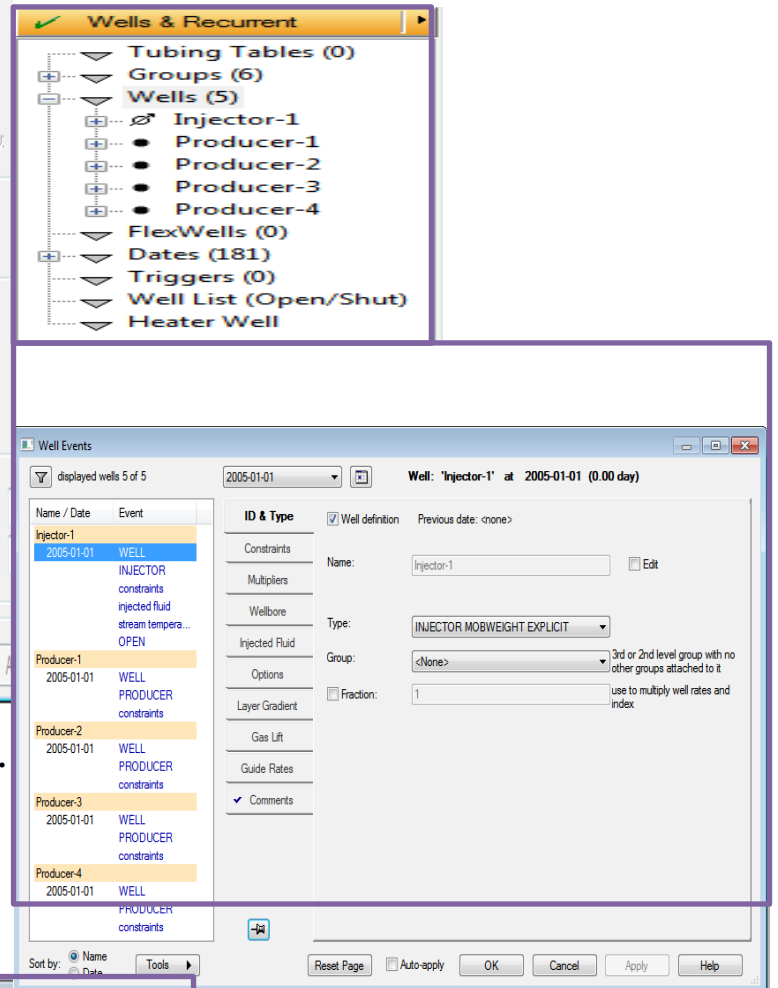 Wells & Recurrent
Tubing Tables (0)
Groups (6)
Wells (5)
Injector-1
Producer-1
Producer-2
Producer-3
Producer-4
FlexWells (0)
Dates (181)
Triggers (0)
Well List (Open/Shut)
Heater Well
Well Events
displayed wells 5 of 5
2005-01-01
Well: 'Injector-1' at 2005-01-01 (0.00 day)
Name / Date Event
Injector-1
2005-01-01 WELL
INJECTOR
constraints
injected fluid
stream tempera...
OPEN
Producer-1
2005-01-01 WELL
PRODUCER
constraints
Producer-2
2005-01-01 WELL
PRODUCER
constraints
Producer-3
2005-01-01 WELL
PRODUCER
constraints
Producer-4
2005-01-01 WELL
PRODUCER
constraints
ID & Type
Constraints
Multipliers
Wellbore
Injected Fluid
Options
Layer Gradient
Gas Lift
Guide Rates
Comments
Well definition Previous date: <none>
Name: Injector-1 Edit
Type: INJECTOR MOBWEIGHT EXPLICIT
Group: <None> 3rd or 2nd level group with no
other groups attached to it
Fraction: 1 use to multiply well rates and
index
Sort by: Name
Date
Tools
Reset Page Auto-apply OK Cancel Apply Help